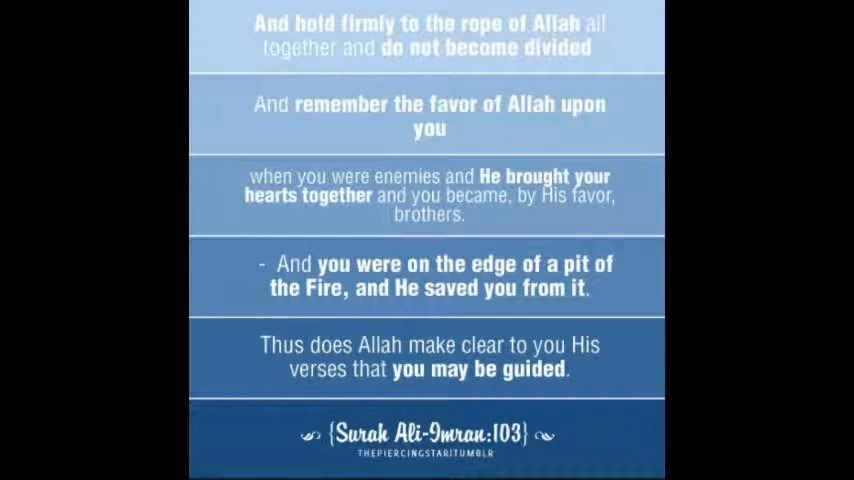 And hold firmly to the rope of Allah all
together and do not become divided
And remember the favor of Allah upon
you
when you were enemies and He brought your
hearts together and you became, by His favor,
brothers.
- And you were on the edge of a pit of
the Fire, and He saved you from it.
Thus does Allah make clear to you His
verses that you may be guided.
{Surah Ali-Imran:103}
THEPIERCINGSTAR|TUMBLR